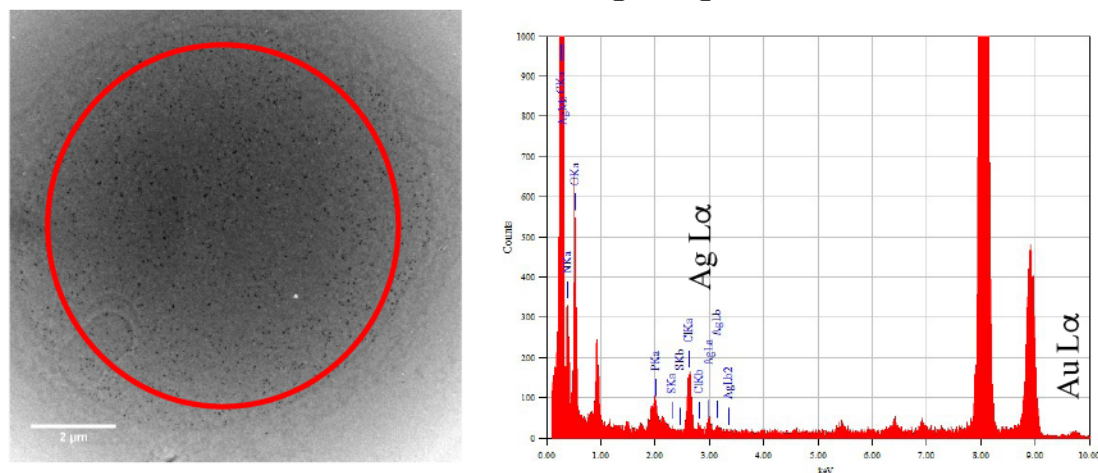 2 µm
1000
900
800
700
600
500
400
300
200
100
0
Counts
CKa
OKa
NKa
PKa
SKa
SKb
ClKa
ClKb
AgLa
AgLb
AgLb2
Ag Lα
Au Lα
0.00 1.00 2.00 3.00 4.00 5.00 6.00 7.00 8.00 9.00 10.00
keV